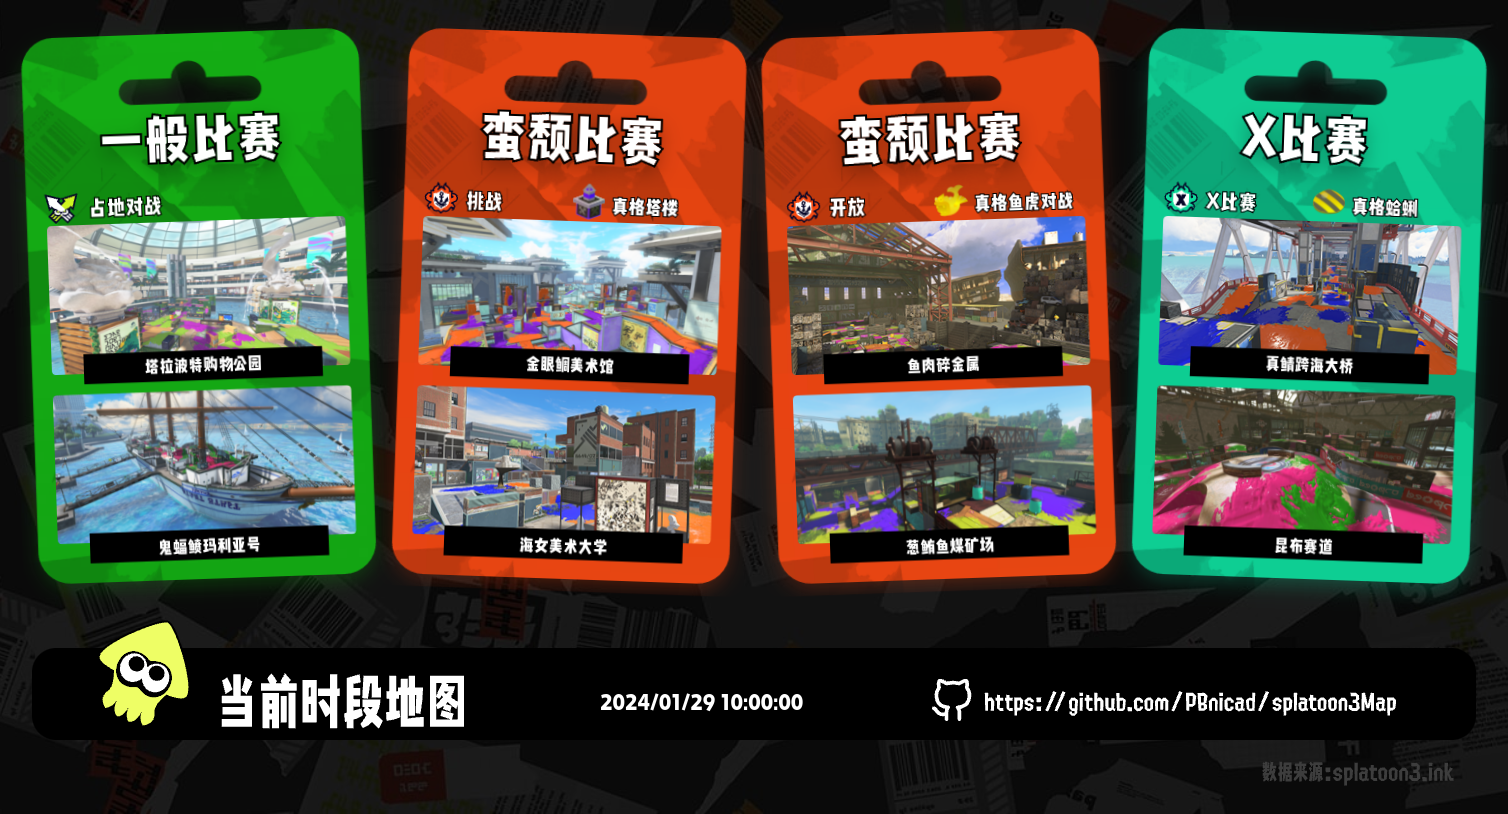 一般比赛
占地对战
塔拉波特购物公园
鬼蝠鲼玛利亚号
蛮颓比赛
挑战
真格塔楼
金眼鲷美术馆
海女美术大学
蛮颓比赛
开放
真格鱼虎对战
鱼肉碎金属
葱鲔鱼煤矿场
X比赛
X比赛
真格蛤蜊
真鲭跨海大桥
昆布赛道
当前时段地图
2024/01/29 10:00:00
https://github.com/PBnicad/splatoon3Map
数据来源:splatoon3.ink